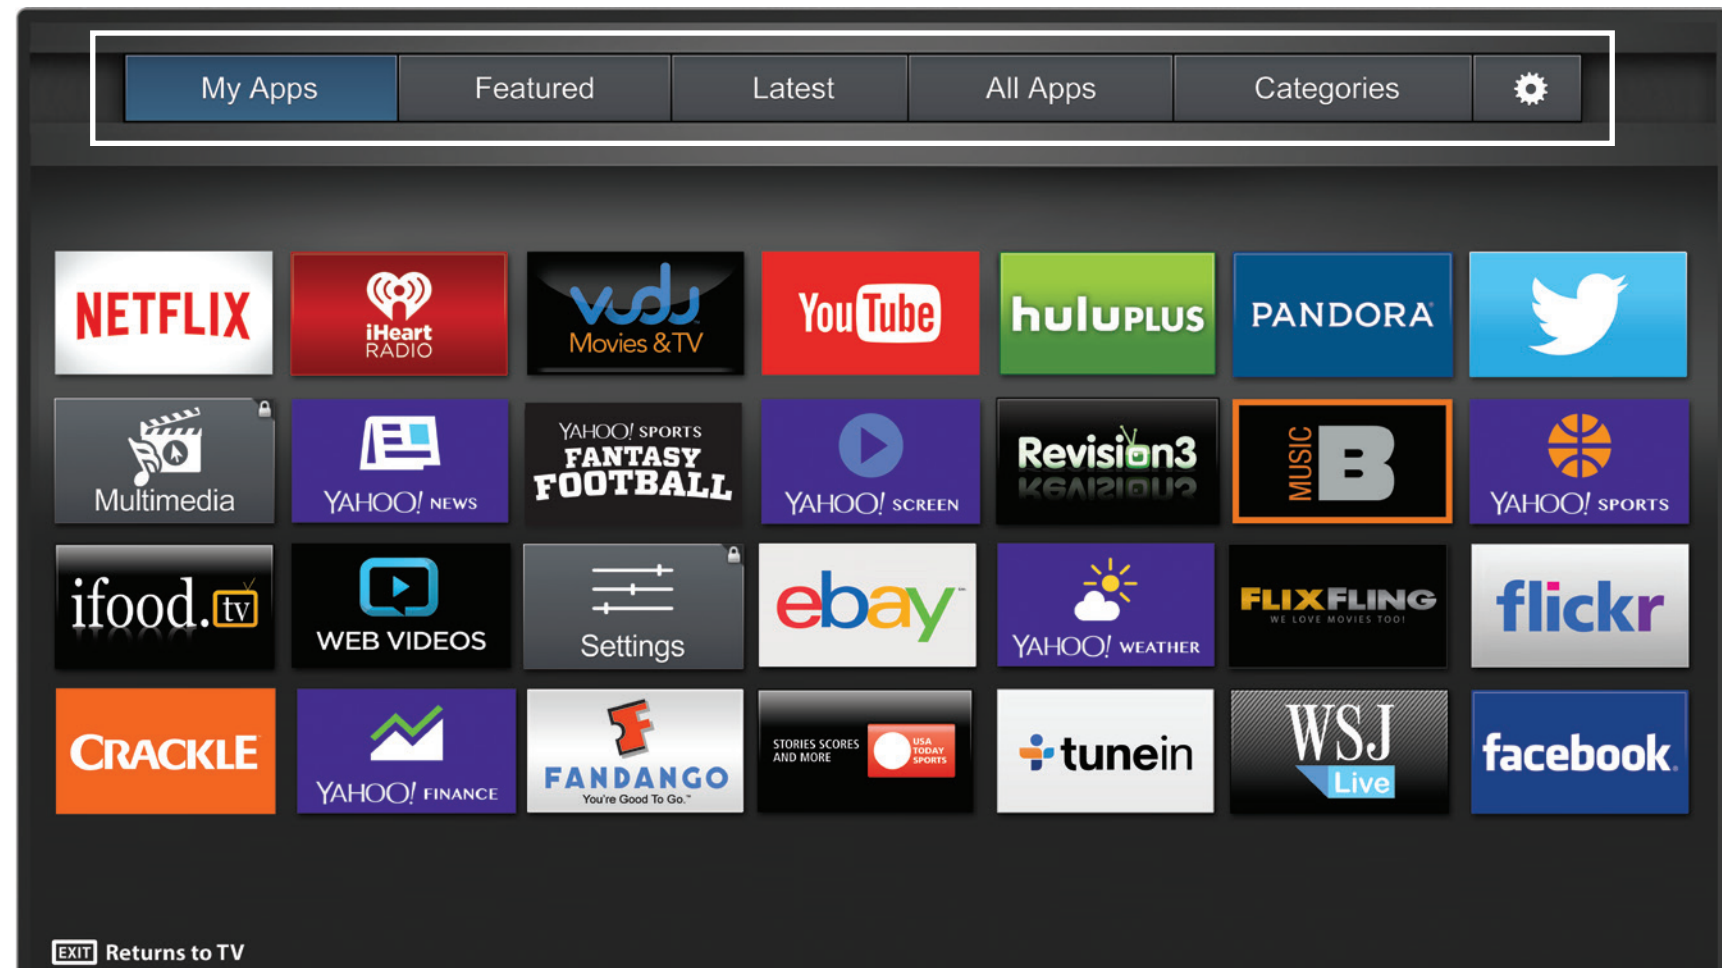 My Apps Featured Latest All Apps Categories
NETFLIX
iHeart
RADIO
vudu
Movies & TV
YouTube
huluPLUS
PANDORA
Multimedia
YAHOO! NEWS
YAHOO! SPORTS
FANTASY
FOOTBALL
YAHOO! SCREEN
Revision3
MUSIC
B
YAHOO! SPORTS
ifood.tv
WEB VIDEOS
Settings
ebay
YAHOO! WEATHER
FLIXFLING
WE LOVE MOVIES TOO!
flickr
CRACKLE
YAHOO! FINANCE
F
FANDANGO
You're Good To Go.™
STORIES SCORES
AND MORE
USA
TODAY
SPORTS
tunein
WSJ
Live
facebook
EXIT Returns to TV